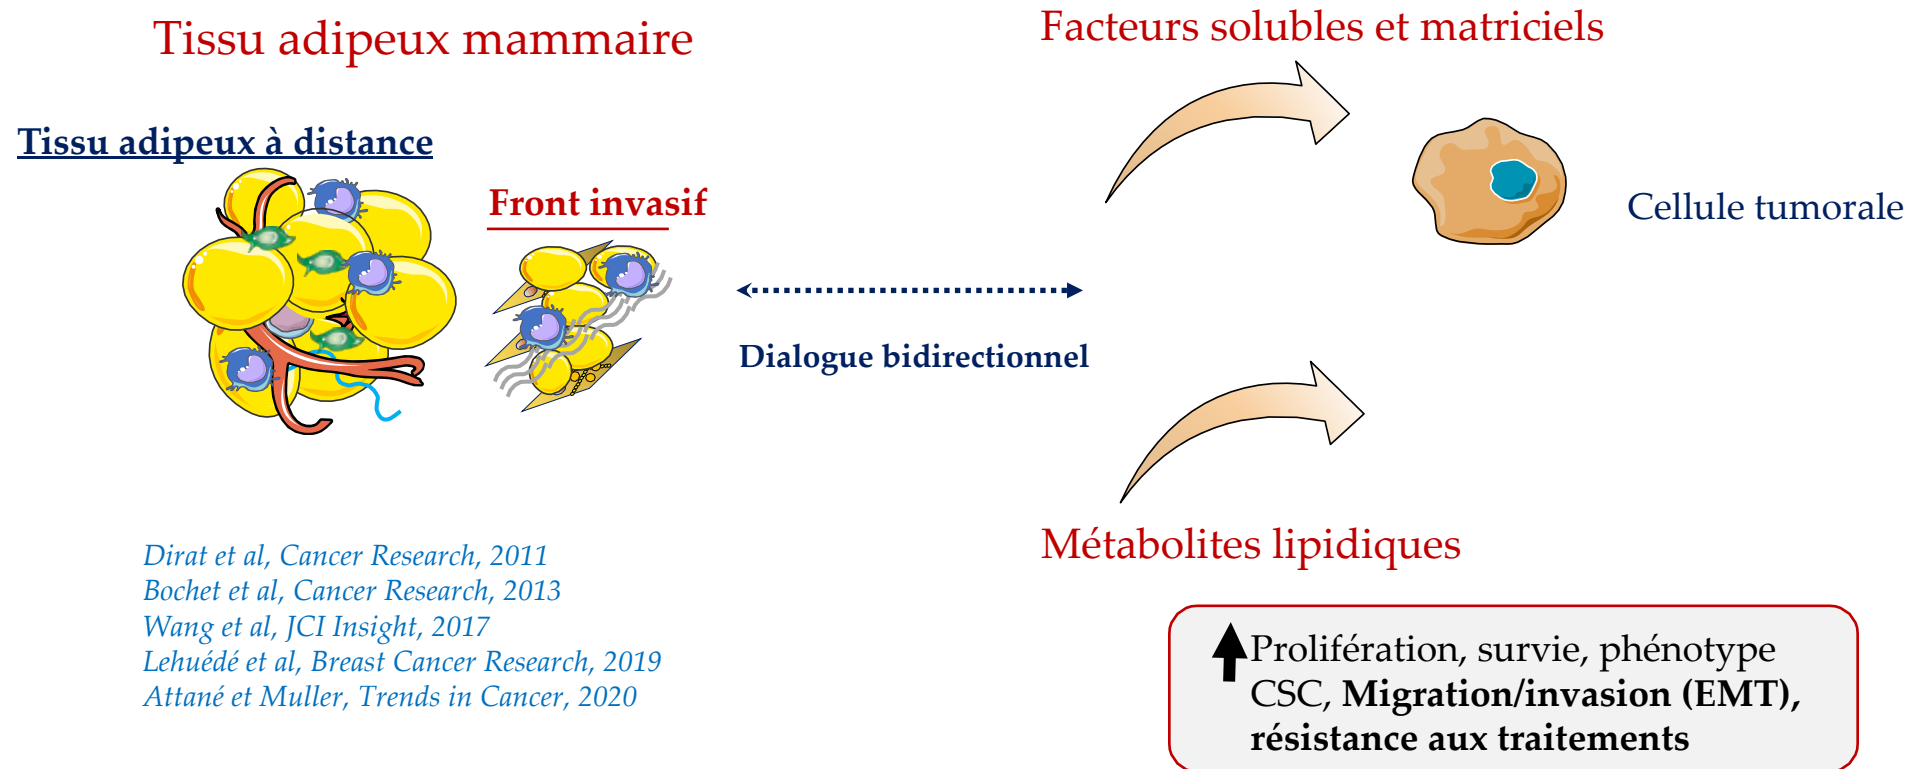 Tissu adipeux mammaire
Tissu adipeux à distance
Front invasif
Dialogue bidirectionnel
Facteurs solubles et matriciels
Cellule tumorale
Métabolites lipidiques
Dirat et al, Cancer Research, 2011
Bochet et al, Cancer Research, 2013
Wang et al, JCI Insight, 2017
Lehuédé et al, Breast Cancer Research, 2019
Attané et Muller, Trends in Cancer, 2020
Prolifération, survie, phénotype
CSC, Migration/invasion (EMT),
résistance aux traitements